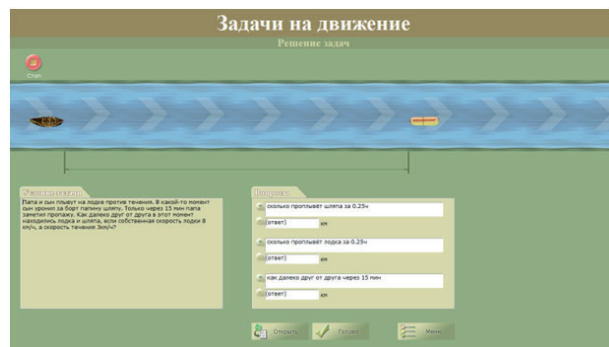 Задачи на движение
Решение задач
Стоп
Условие задачи
Папа и сын плывут на лодке против течения. В какой-то момент
сын уронил за борт папину шляпу. Только через 15 мин папа
заметил пропажу. Как далеко друг от друга в этот момент
находились лодка и шляпа, если собственная скорость лодки 8
км/ч, а скорость течения 3км/ч?
Вопросы
сколько проплывёт шляпа за 0.25ч
(ответ) км
сколько проплывёт лодка за 0.25ч
(ответ) км
как далеко друг от друга через 15 мин
(ответ) км
Открыть
Готово
Меню